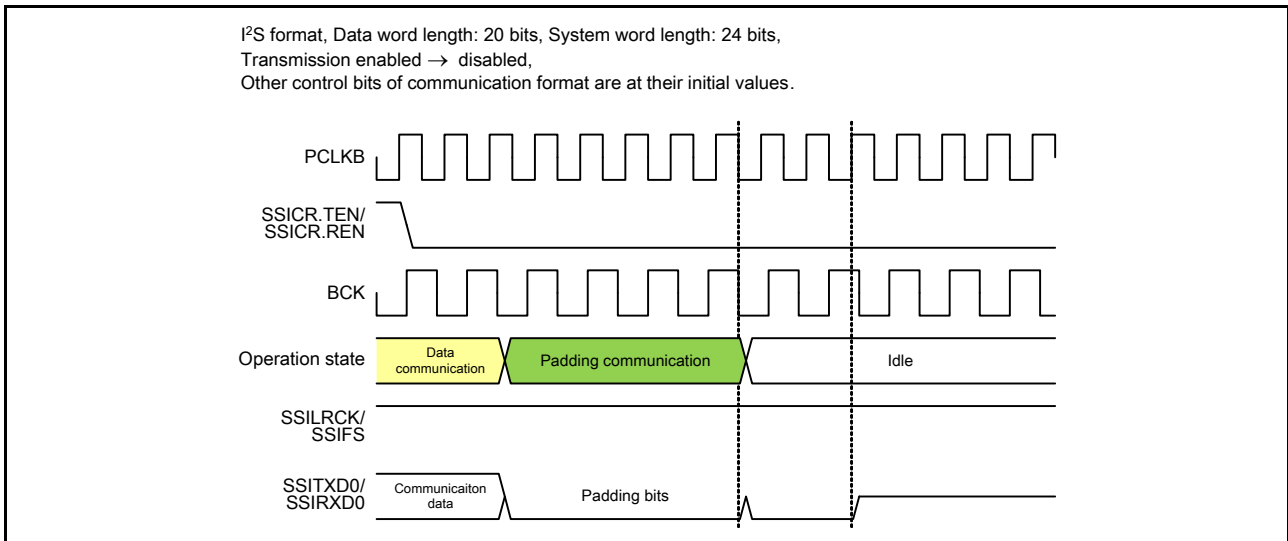 I²S format, Data word length: 20 bits, System word length: 24 bits,
Transmission enabled → disabled,
Other control bits of communication format are at their initial values.
PCLKB
SSICR.TEN/
SSICR.REN
BCK
Operation state
Data
communication
Padding communication
Idle
SSILRCK/
SSIFS
SSITXD0/
SSIRXD0
Communicaiton
data
Padding bits